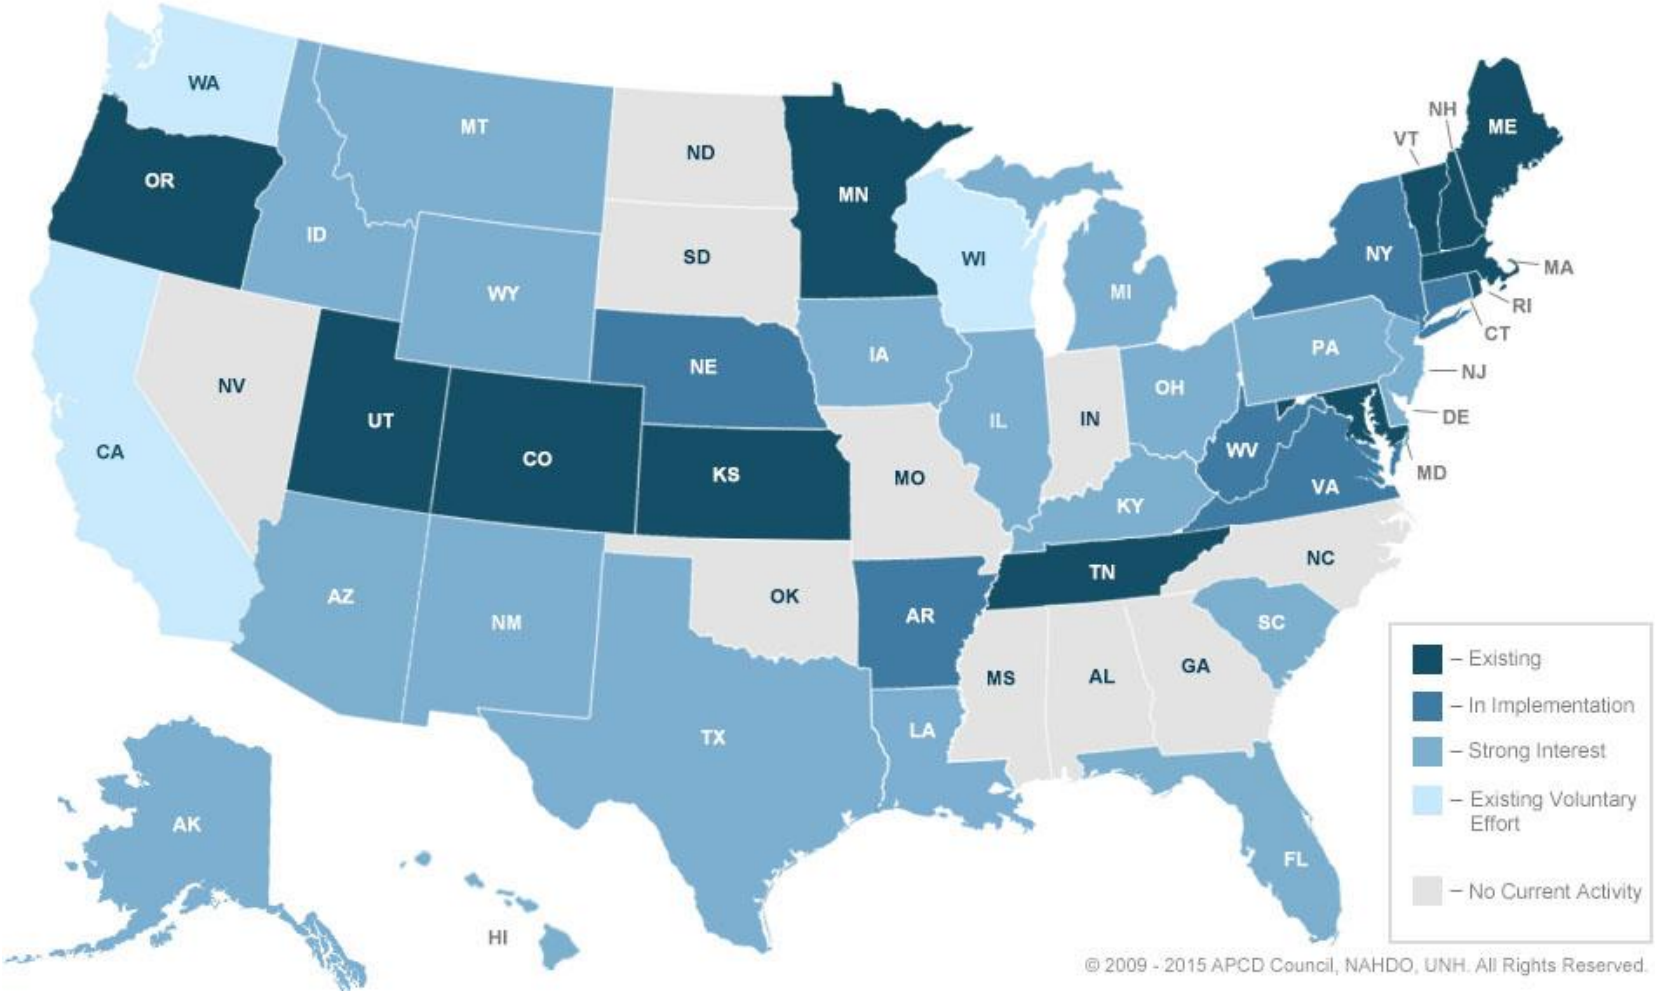 WA
MT
ND
MN
OR
ID
SD
WY
WI
MI
NY
NH
VT
ME
MA
RI
CT
NJ
DE
MD
PA
OH
IN
IL
IA
NE
NV
UT
CO
KS
MO
KY
WV
VA
CA
AZ
NM
OK
AR
TN
NC
SC
MS
AL
GA
LA
TX
FL
AK
HI
– Existing
– In Implementation
– Strong Interest
– Existing Voluntary
Effort
– No Current Activity
© 2009 - 2015 APCD Council, NAHDO, UNH. All Rights Reserved.